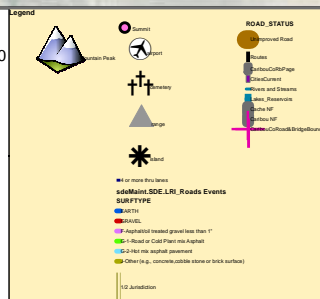 Legend
0
Mountain Peak
Summit
Airport
Cemetery
range
island
4 or more thru lanes
sdeMaint.SDE.LRI_Roads Events
SURFTYPE
EARTH
GRAVEL
F-Asphalt/oil treated gravel less than 1"
G-1-Road or Cold Plant mix Asphalt
G-2-Hot mix asphalt pavement
J-Other (e.g., concrete,cobble stone or brick surface)
1/2 Jurisdiction
ROAD_STATUS
Unimproved Road
Routes
CaribouCoRbPage
CitiesCurrent
Rivers and Streams
Lakes_Reservoirs
Cache NF
Caribou NF
CaribouCoRoad&BridgeBoun